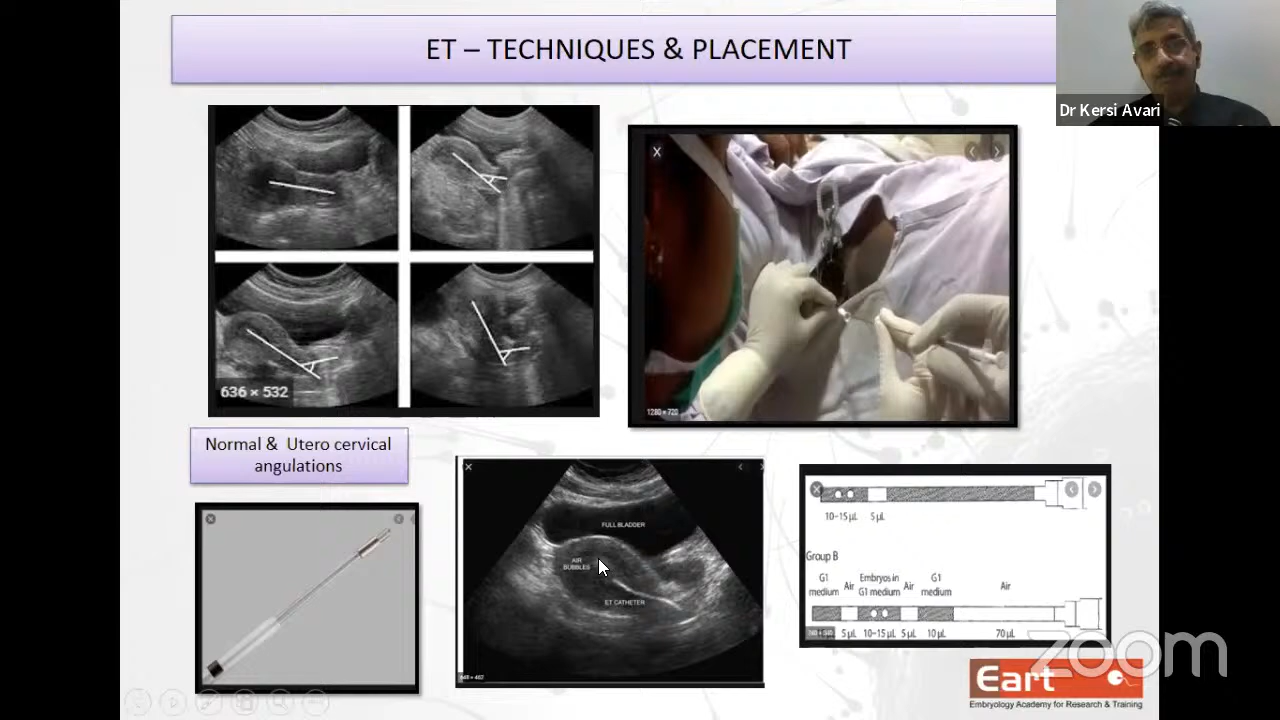 ET – TECHNIQUES & PLACEMENT
Dr Kersi Avari
636 × 532
1280 × 720
Normal & Utero cervical
angulations
FULL BLADDER
AIR
BUBBLES
ET CATHETER
10–15 µL 5 µL
Group B
G1
medium
Air
Embryos in
G1 medium
Air
G1
medium
Air
5 µL 10–15 µL 5 µL 10 µL 70 µL
zoom
Eart
Embryology Academy for Research & Training